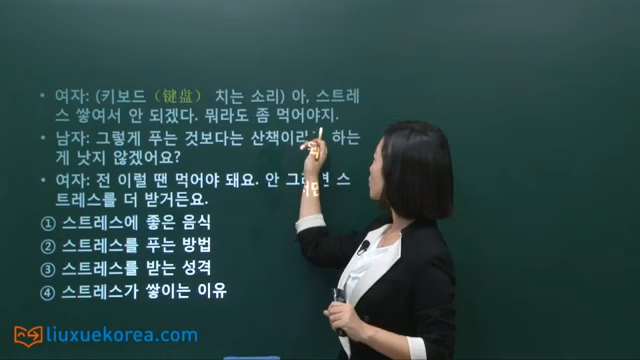 • 여자: (키보드（键盘） 치는 소리) 아, 스트레
스 쌓여서 안 되겠다. 뭐라도 좀 먹어야지.
• 남자: 그렇게 푸는 것보다는 산책이라 하는
게 낫지 않겠어요?
• 여자: 전 이럴 땐 먹어야 돼요. 안 그러면 스
트레스를 더 받거든요.
① 스트레스에 좋은 음식
② 스트레스를 푸는 방법
③ 스트레스를 받는 성격
④ 스트레스가 쌓이는 이유
liuxuekorea.com